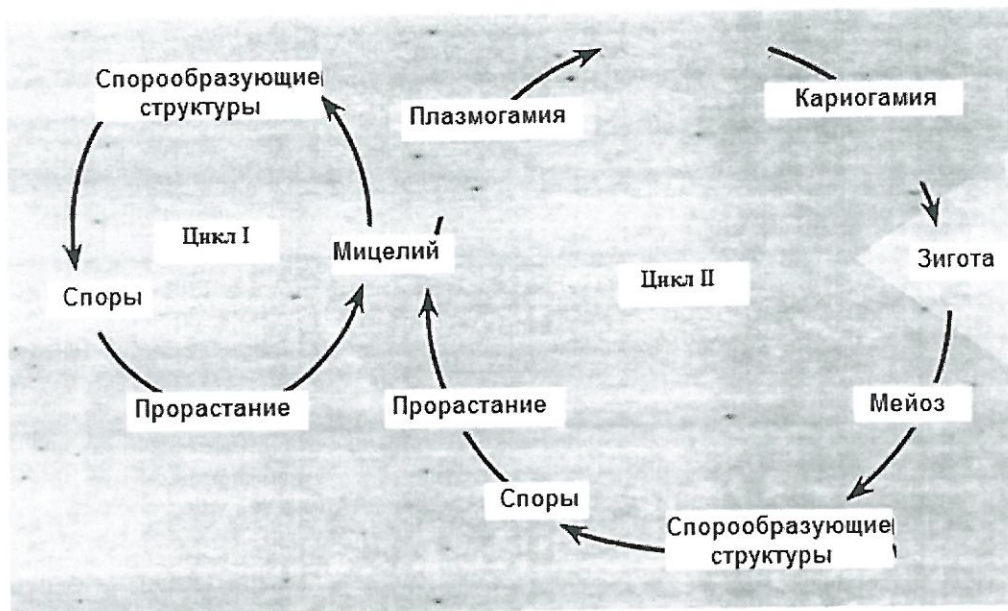 Спорообразующие
структуры
Плазмогамия
Кариогамия
Цикл I
Мицелий
Цикл II
Зигота
Споры
Прорастание
Прорастание
Мейоз
Споры
Спорообразующие
структуры